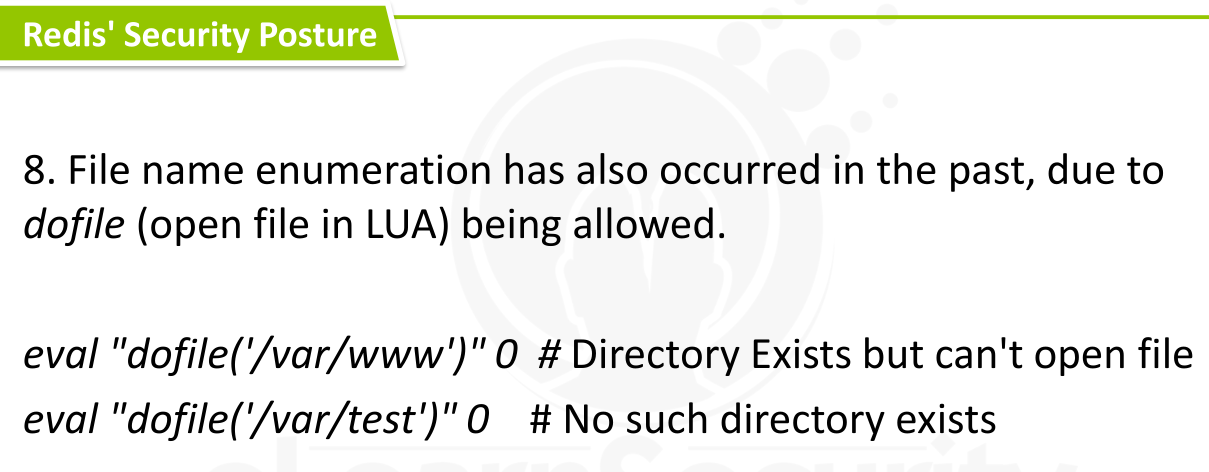 Redis' Security Posture
8. File name enumeration has also occurred in the past, due to
dofile (open file in LUA) being allowed.
eval "dofile('/var/www')" 0 # Directory Exists but can't open file
eval "dofile('/var/test')" 0 # No such directory exists
eLearnSecurity